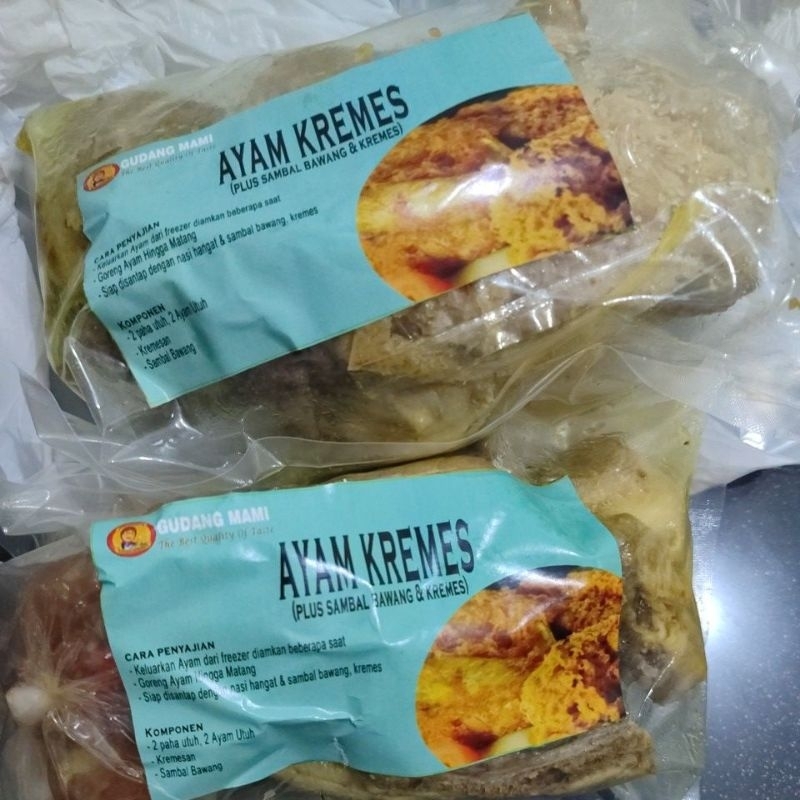 GUDANG MAMI
The Best Quality Of Taste
AYAM KREMES
(PLUS SAMBAL BAWANG & KREMES)
CARA PENYAJIAN
- Keluarkan Ayam dari freezer diamkan beberapa saat
- Goreng Ayam Hingga Matang
- Siap disantap dengan nasi hangat & sambal bawang, kremes
KOMPONEN
- 2 paha utuh, 2 Ayam Utuh
- Kremesan
- Sambal Bawang
GUDANG MAMI
The Best Quality Of Taste
AYAM KREMES
(PLUS SAMBAL BAWANG & KREMES)
CARA PENYAJIAN
- Keluarkan Ayam dari freezer diamkan beberapa saat
- Goreng Ayam Hingga Matang
- Siap disantap dengan nasi hangat & sambal bawang, kremes
KOMPONEN
- 2 paha utuh, 2 Ayam Utuh
- Kremesan
- Sambal Bawang